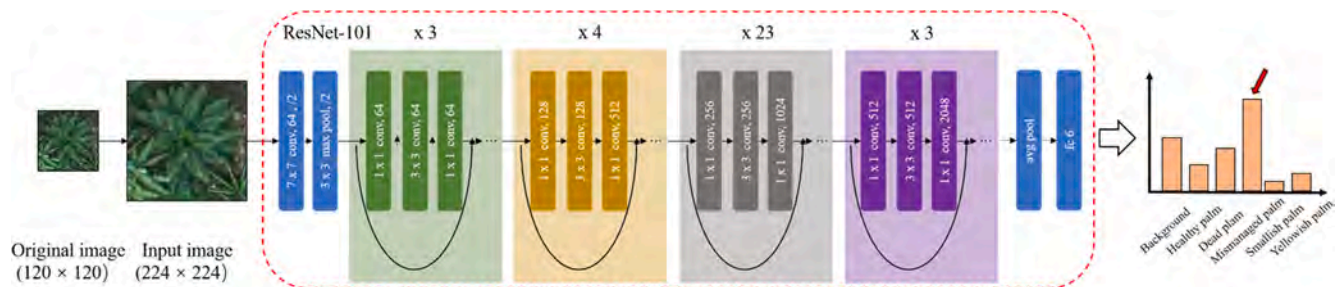 ResNet-101
x 3
x 4
x 23
x 3
7 x 7 conv, 64, /2
3 x 3 max pool, /2
1 x 1 conv, 64
3 x 3 conv, 64
1 x 1 conv, 64
...
1 x 1 conv, 128
3 x 3 conv, 128
1 x 1 conv, 512
...
1 x 1 conv, 256
3 x 3 conv, 256
1 x 1 conv, 1024
...
1 x 1 conv, 512
3 x 3 conv, 512
1 x 1 conv, 2048
...
avg pool
fc 6
Original image
(120 × 120)
Input image
(224 × 224)
Background
Healthy palm
Dead plam
Mismanaged palm
Smallish palm
Yellowish palm